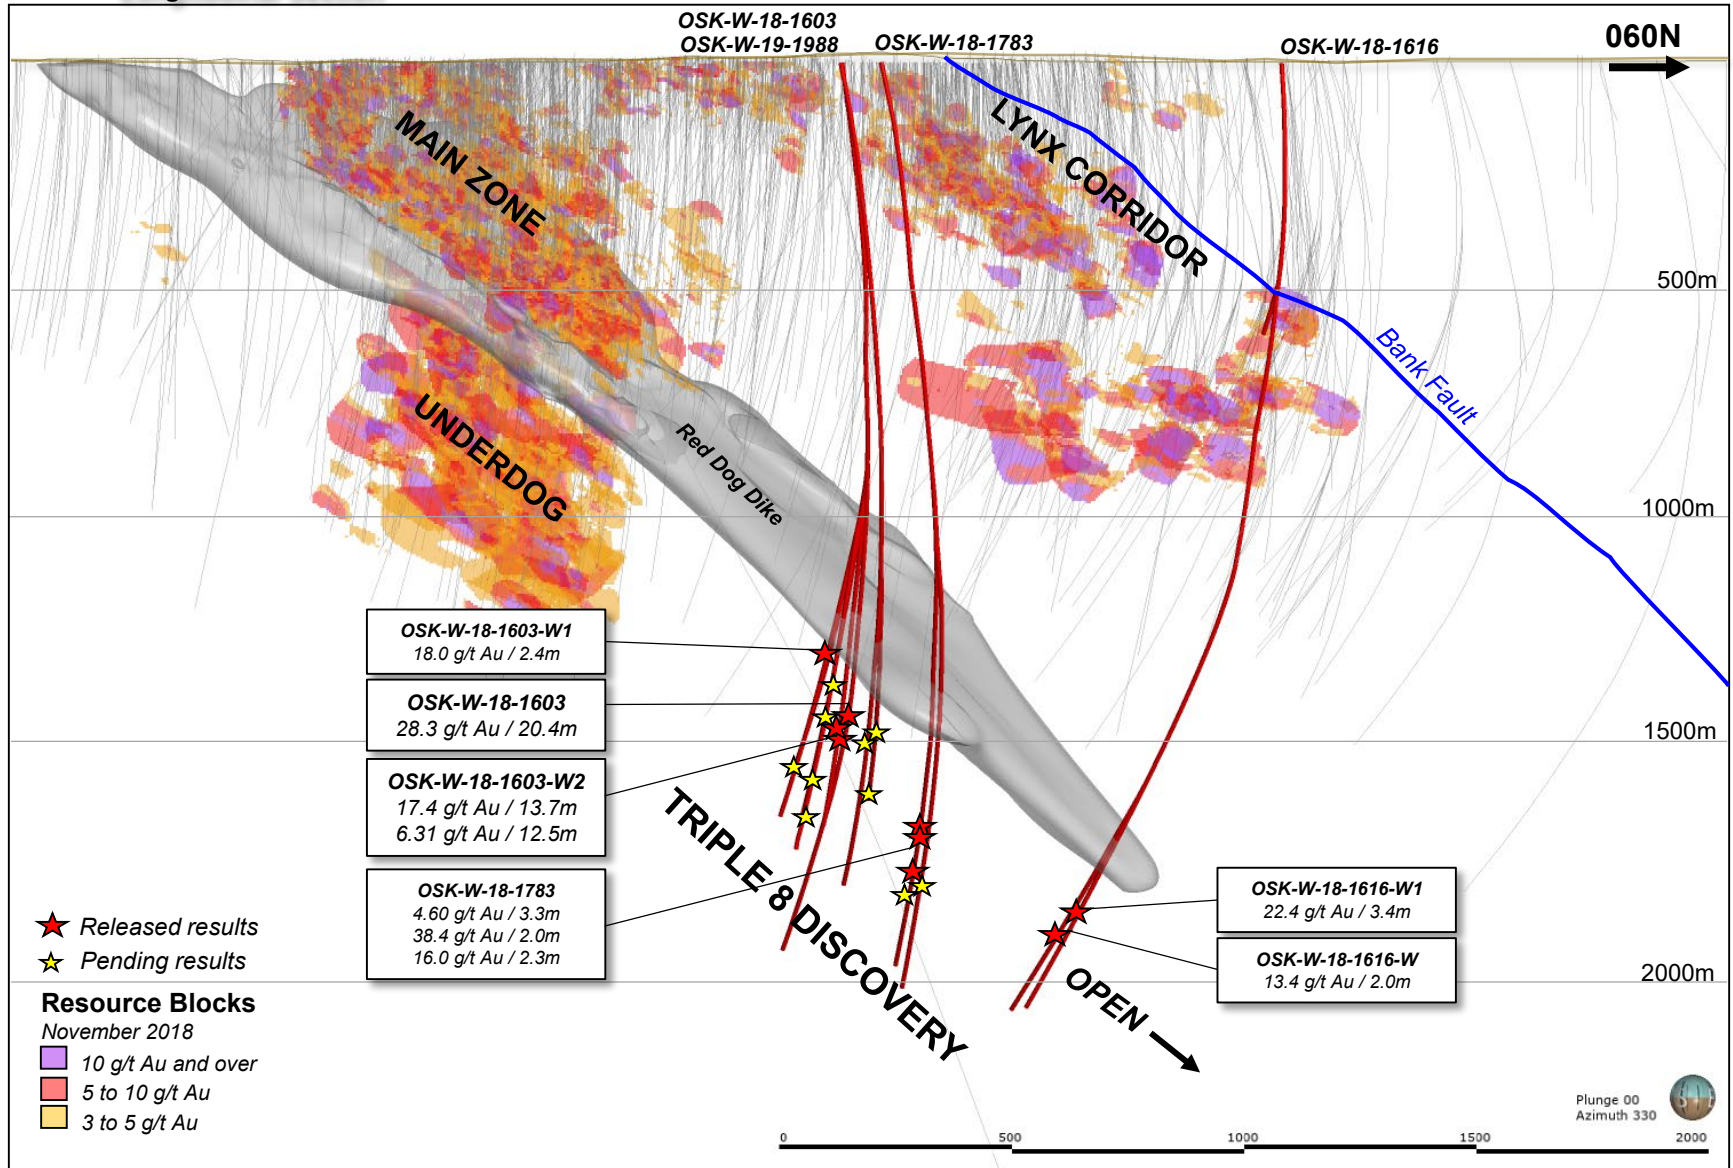 OSK-W-18-1603
OSK-W-19-1988
OSK-W-18-1783
OSK-W-18-1616
060N
MAIN ZONE
LYNX CORRIDOR
500m
Bank Fault
UNDERDOG
Red Dog Dike
1000m
OSK-W-18-1603-W1
18.0 g/t Au / 2.4m
OSK-W-18-1603
28.3 g/t Au / 20.4m
1500m
OSK-W-18-1603-W2
17.4 g/t Au / 13.7m
6.31 g/t Au / 12.5m
TRIPLE 8 DISCOVERY
OSK-W-18-1783
4.60 g/t Au / 3.3m
38.4 g/t Au / 2.0m
16.0 g/t Au / 2.3m
OSK-W-18-1616-W1
22.4 g/t Au / 3.4m
OSK-W-18-1616-W
13.4 g/t Au / 2.0m
2000m
OPEN
Released results
Pending results
Resource Blocks
November 2018
10 g/t Au and over
5 to 10 g/t Au
3 to 5 g/t Au
Plunge 00
Azimuth 330
0 500 1000 1500 2000